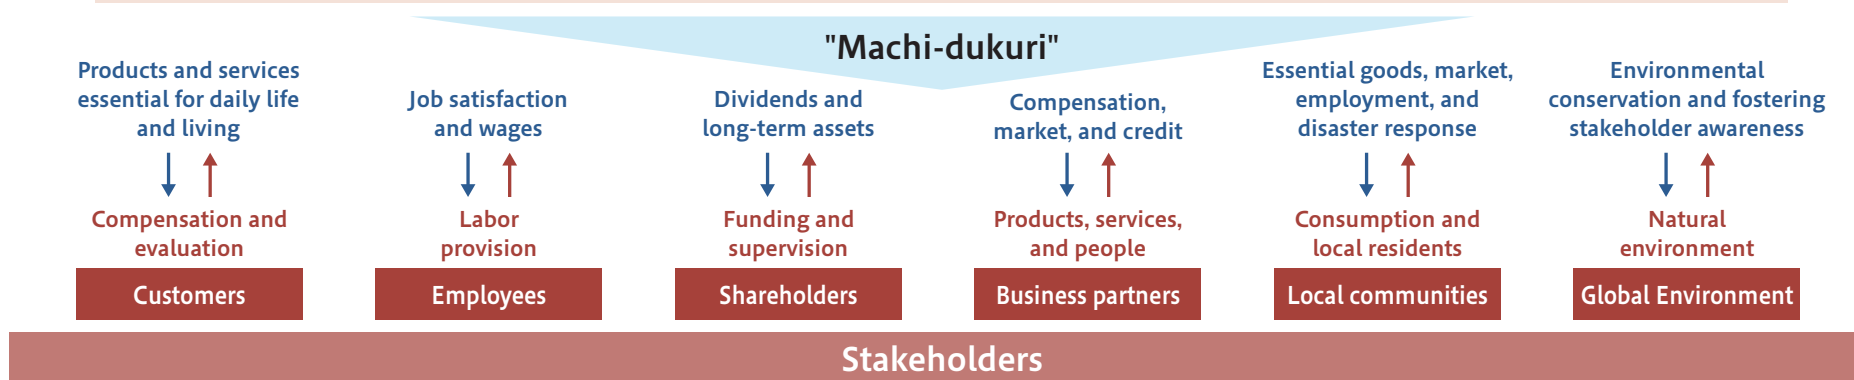 "Machi-dukuri"
Products and services
essential for daily life
and living
Job satisfaction
and wages
Dividends and
long-term assets
Compensation,
market, and credit
Essential goods, market,
employment, and
disaster response
Environmental
conservation and fostering
stakeholder awareness
Compensation and
evaluation
Labor
provision
Funding and
supervision
Products, services,
and people
Consumption and
local residents
Natural
environment
Customers
Employees
Shareholders
Business partners
Local communities
Global Environment
Stakeholders